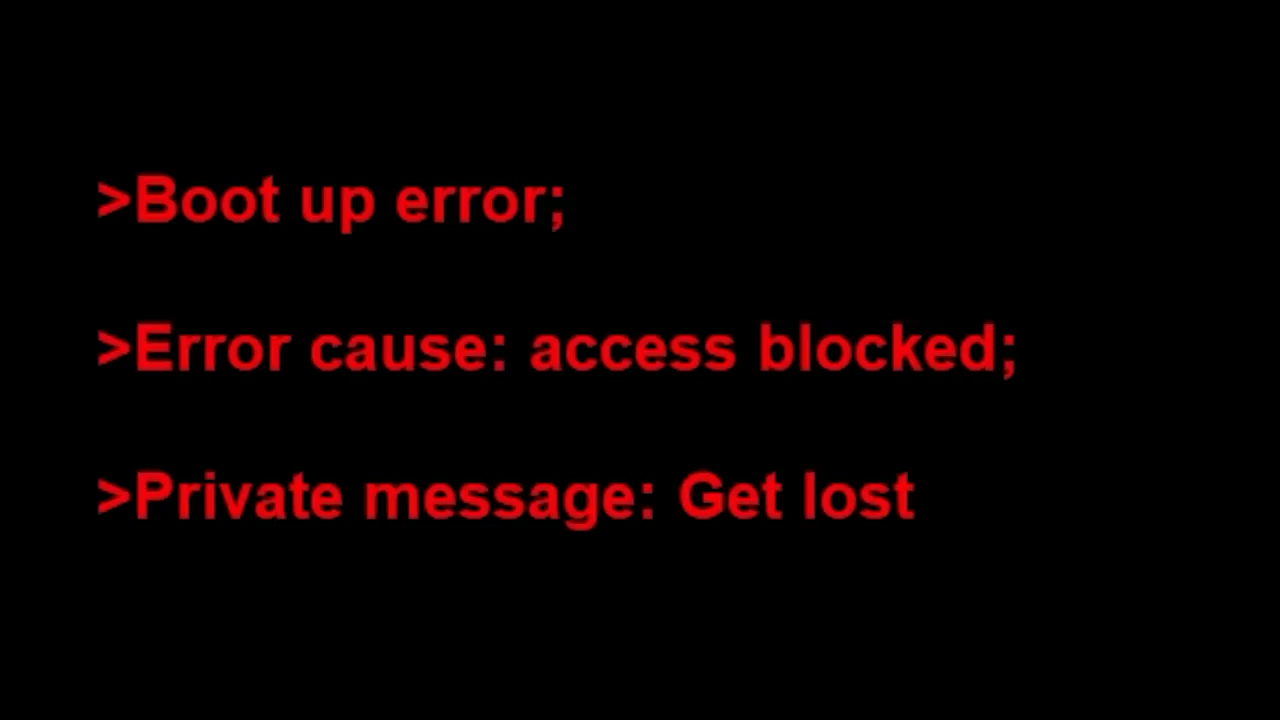 >Boot up error;
>Error cause: access blocked;
>Private message: Get lost